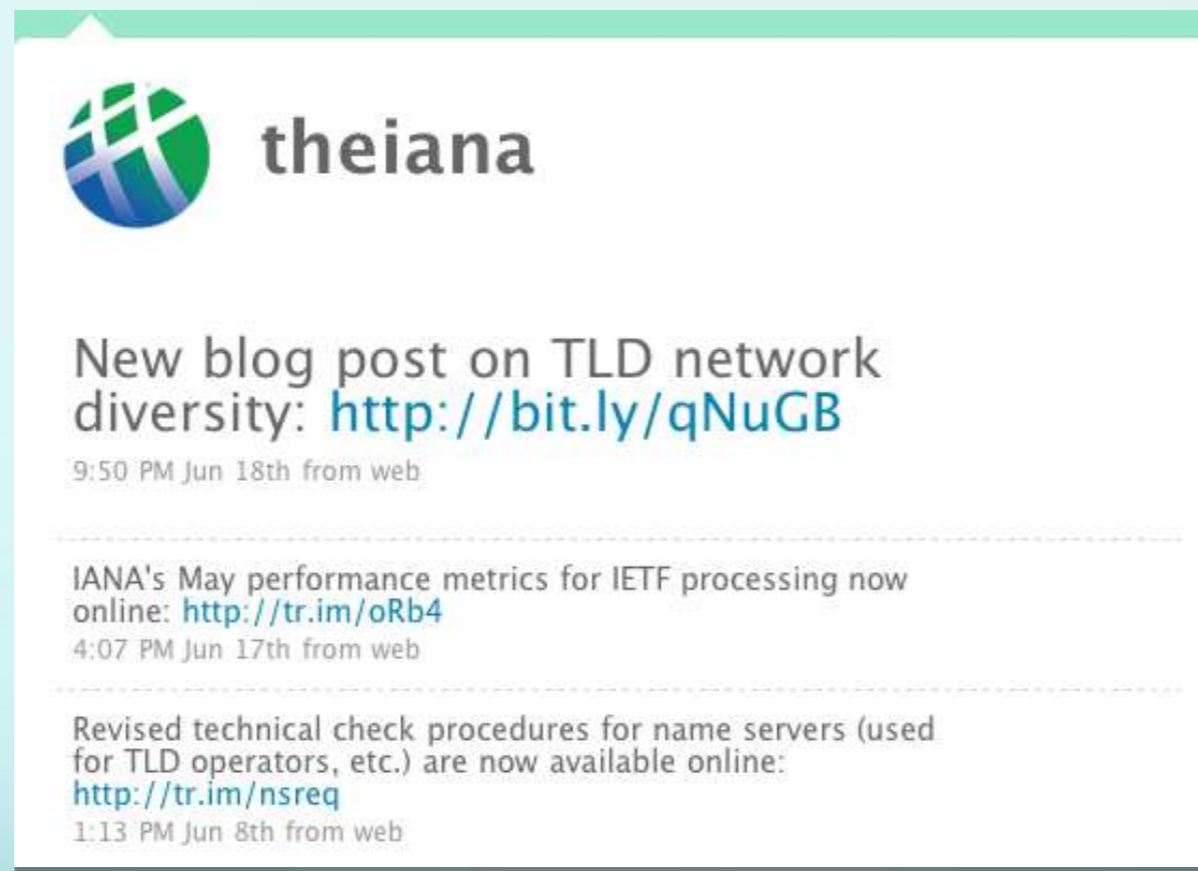 theiana
New blog post on TLD network
diversity: http://bit.ly/qNuGB
9:50 PM Jun 18th from web
IANA's May performance metrics for IETF processing now
online: http://tr.im/oRb4
4:07 PM Jun 17th from web
Revised technical check procedures for name servers (used
for TLD operators, etc.) are now available online:
http://tr.im/nsreq
1:13 PM Jun 8th from web